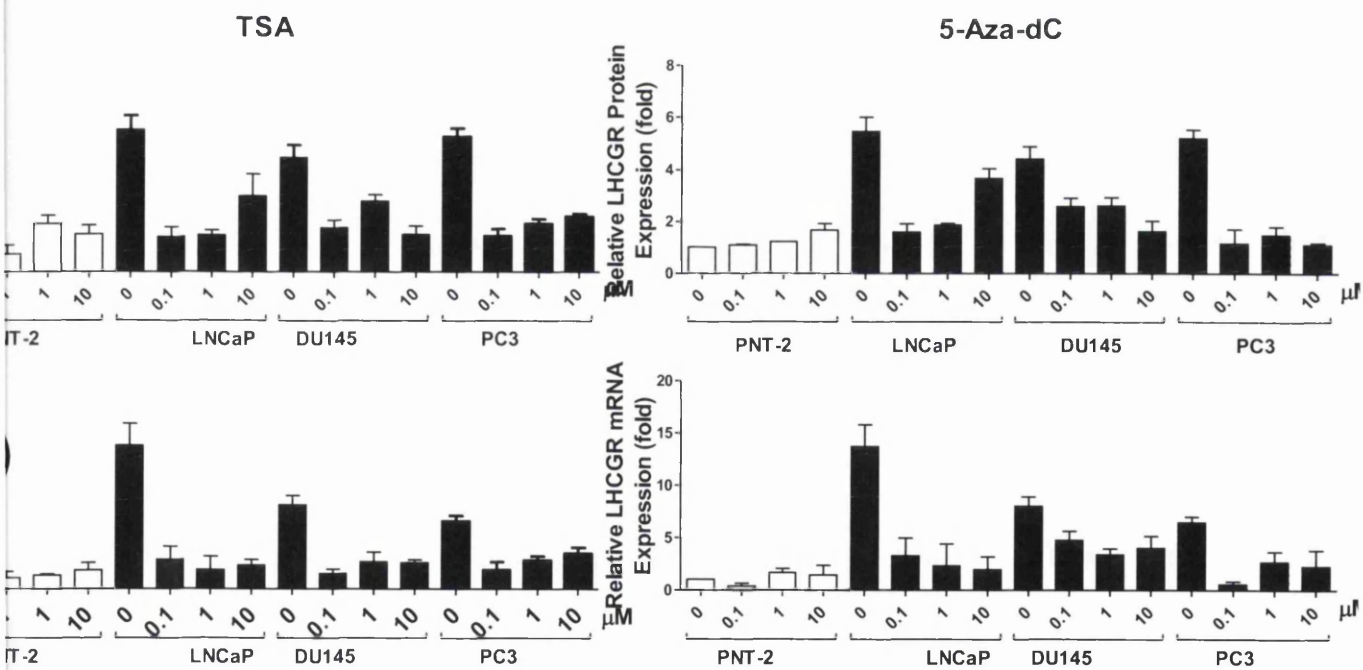 TSA
5-Aza-dC
Relative LHCGR Protein
Expression (fold)
8
6
4
2
0
1 10 0 0.1 1 10 0 0.1 1 10 0 0.1 1 10 μM
0 0.1 1 10 0 0.1 1 10 0 0.1 1 10 0 0.1 1 10 μM
NT-2 LNCaP DU145 PC3
PNT-2 LNCaP DU145 PC3
Relative LHCGR mRNA
Expression (fold)
20
15
10
5
0
1 10 0 0.1 1 10 0 0.1 1 10 0 0.1 1 10 μM
0 0.1 1 10 0 0.1 1 10 0 0.1 1 10 0 0.1 1 10 μM
NT-2 LNCaP DU145 PC3
PNT-2 LNCaP DU145 PC3